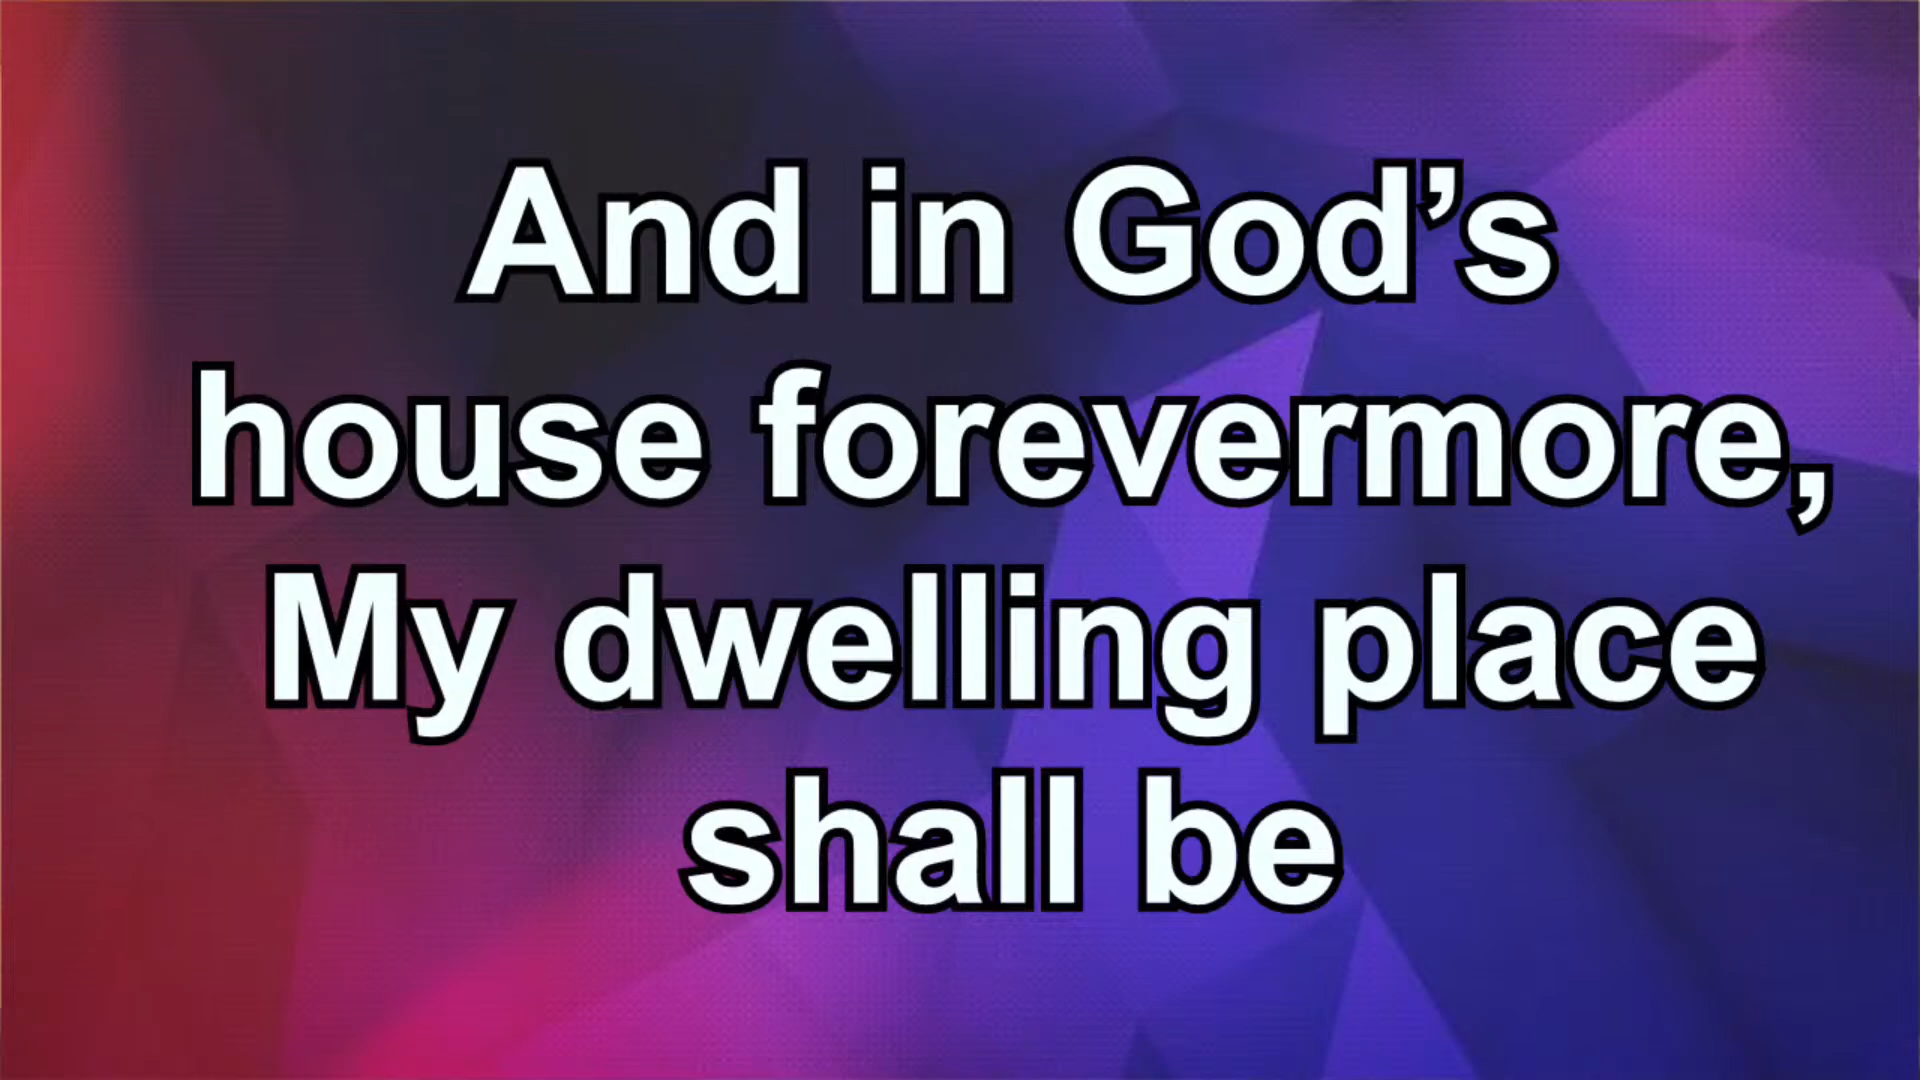 And in God’s
house forevermore,
My dwelling place
shall be